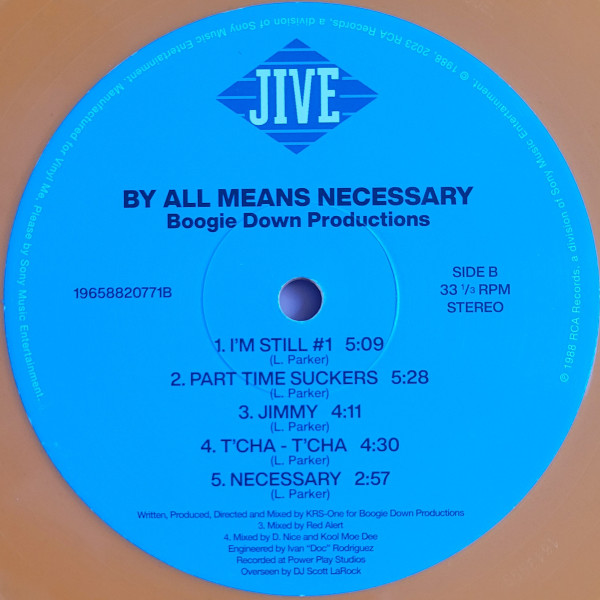 JIVE
BY ALL MEANS NECESSARY
Boogie Down Productions
19658820771B
SIDE B
33 1/3 RPM
STEREO
1. I'M STILL #1 5:09
(L. Parker)
2. PART TIME SUCKERS 5:28
(L. Parker)
3. JIMMY 4:11
(L. Parker)
4. T'CHA - T'CHA 4:30
(L. Parker)
5. NECESSARY 2:57
(L. Parker)
Written, Produced, Directed and Mixed by KRS-One for Boogie Down Productions
3. Mixed by Red Alert
4. Mixed by D. Nice and Kool Moe Dee
Engineered by Ivan "Doc" Rodriguez
Recorded at Power Play Studios
Overseen by DJ Scott LaRock
℗ 1988 RCA Records, a division of Sony Music Entertainment. © 1988, 2023 RCA Records, a division of Sony Music Entertainment. Manufactured for Vinyl Me, Please by Sony Music Entertainment.